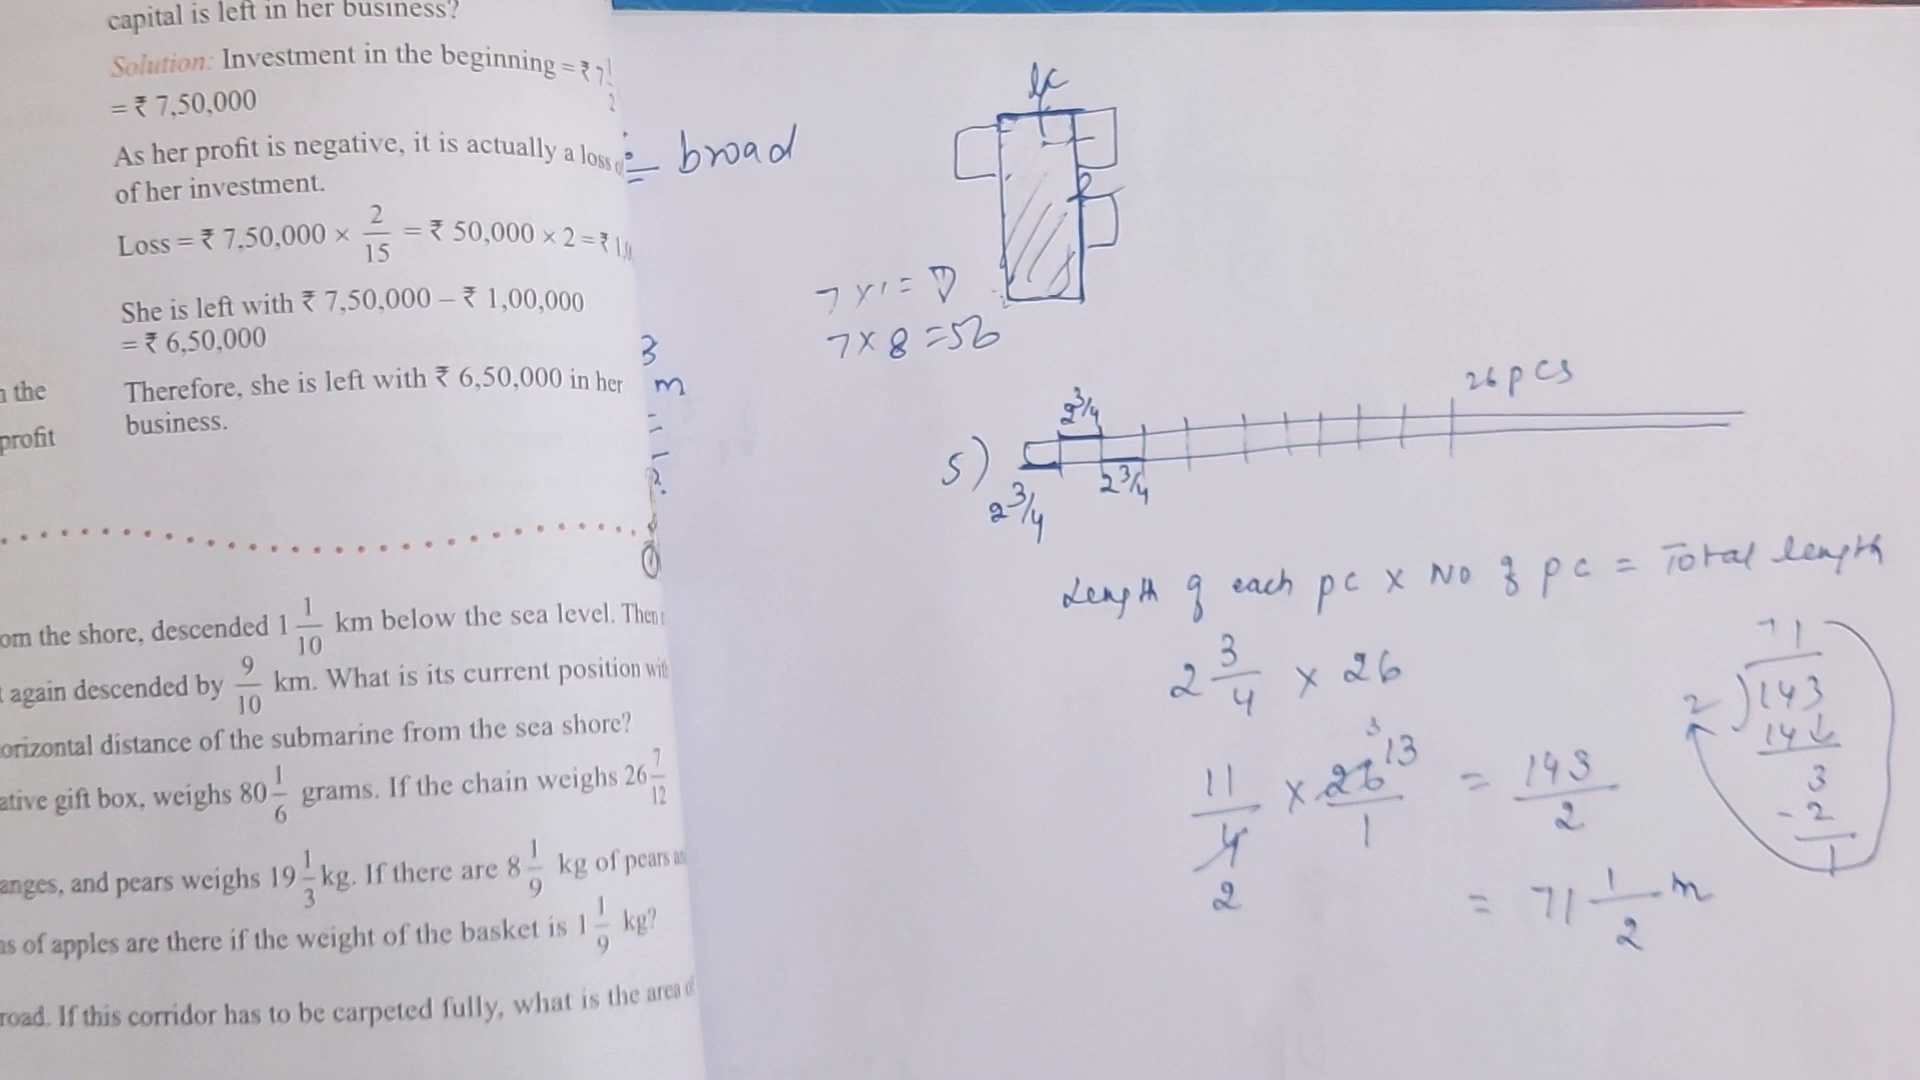 capital is left in her business?
Solution: Investment in the beginning = ₹ 7 1/2
= ₹ 7,50,000
As her profit is negative, it is actually a loss
of her investment.
Loss = ₹ 7,50,000 × 2/15 = ₹ 50,000 × 2 = ₹ 1,0
She is left with ₹ 7,50,000 – ₹ 1,00,000
= ₹ 6,50,000
the
Therefore, she is left with ₹ 6,50,000 in her
profit
business.
om the shore, descended 1 1/10 km below the sea level. Then
again descended by 9/10 km. What is its current position with
orizontal distance of the submarine from the sea shore?
ative gift box, weighs 80 1/6 grams. If the chain weighs 26 7/12
anges, and pears weighs 19 1/3 kg. If there are 8 1/9 kg of pears
s of apples are there if the weight of the basket is 1 1/9 kg?
road. If this corridor has to be carpeted fully, what is the area
broad
3
m
7 × 1 = 7
7 × 8 = 56
26 pcs
2 3/4
5)
2 3/4
2 3/4
Length of each pc × No of pc = Total length
2 3/4 × 26
11/4 × 26/1 = 143/2
13
2
= 71 1/2 m
71
2)143
14↓
3
-2
1